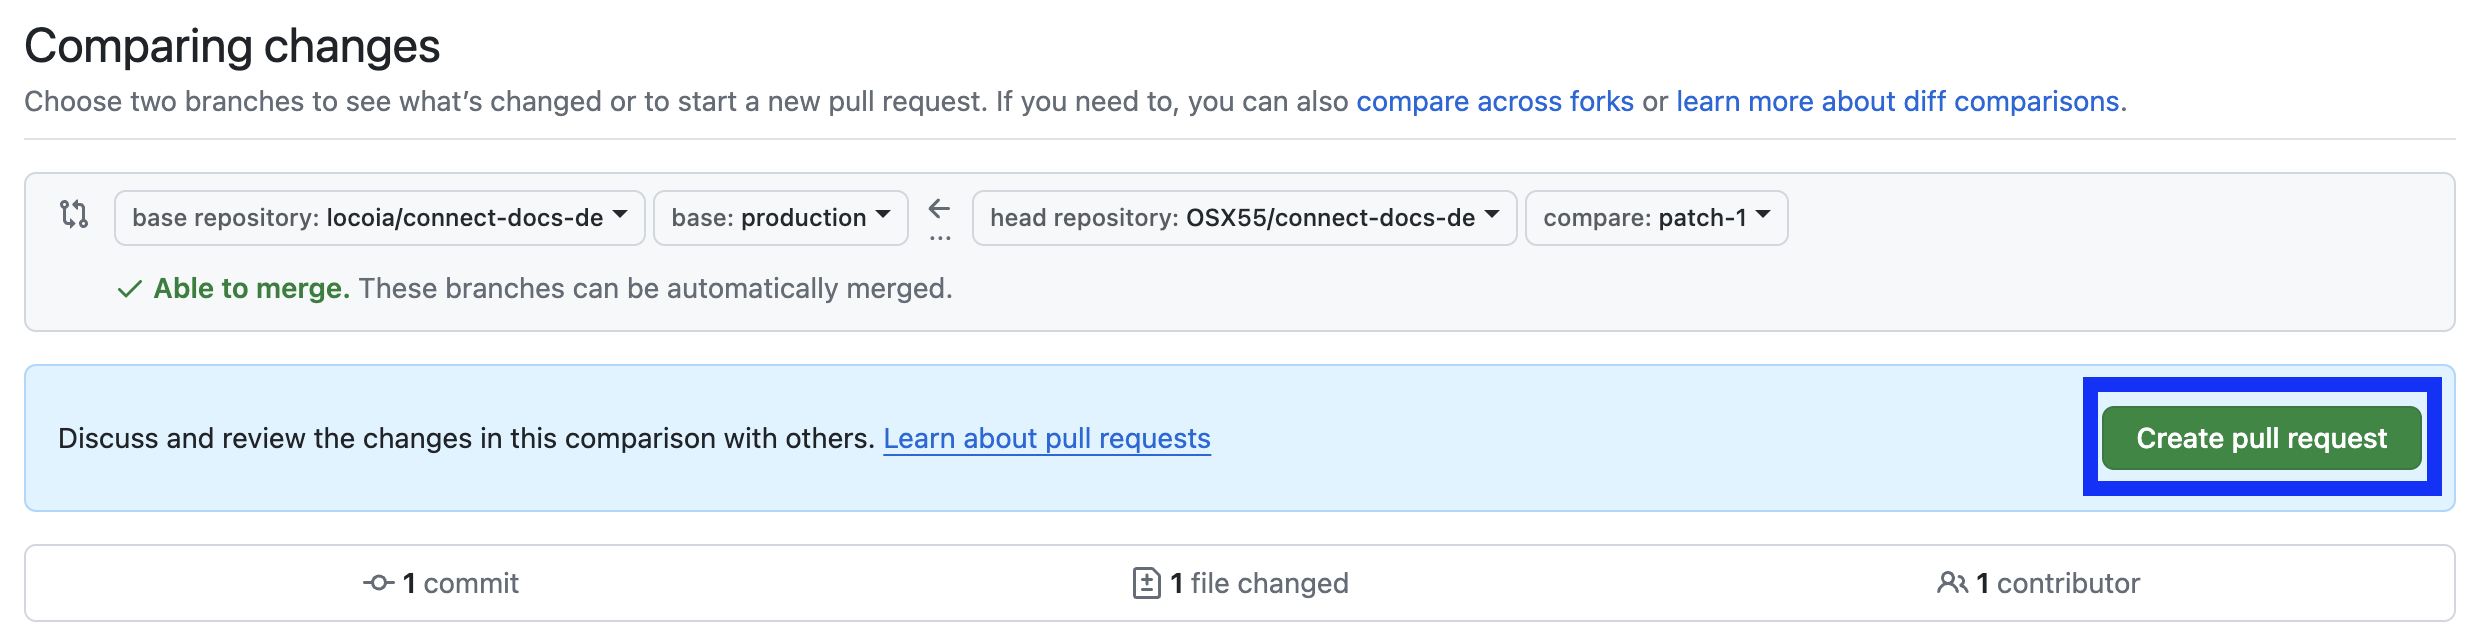 Comparing changes
Choose two branches to see what’s changed or to start a new pull request. If you need to, you can also compare across forks or learn more about diff comparisons.
base repository: locoia/connect-docs-de base: production ... head repository: OSX55/connect-docs-de compare: patch-1
Able to merge. These branches can be automatically merged.
Discuss and review the changes in this comparison with others. Learn about pull requests Create pull request
1 commit 1 file changed 1 contributor